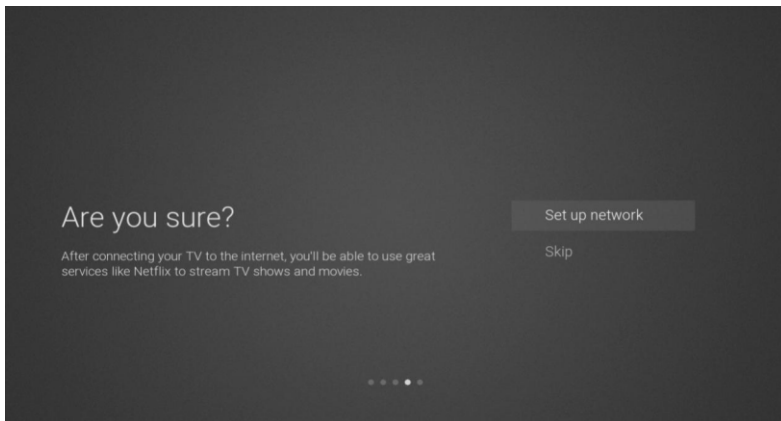 Are you sure?
After connecting your TV to the internet, you'll be able to use great
services like Netflix to stream TV shows and movies.
Set up network
Skip